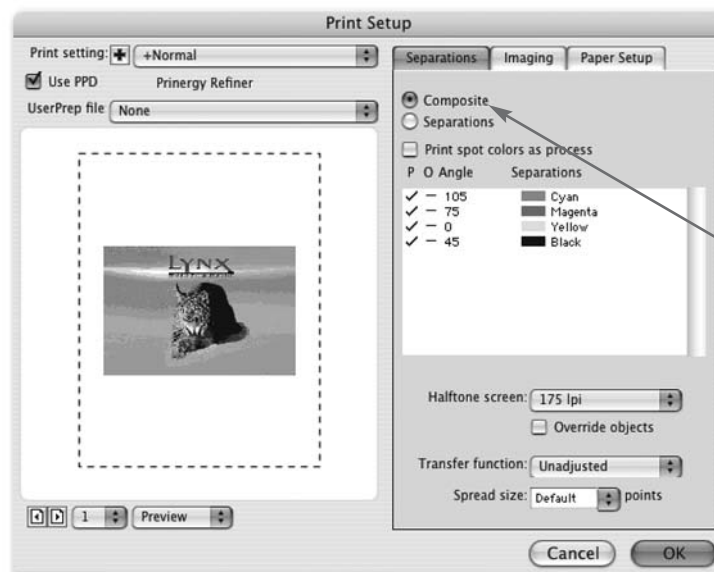 Print Setup
Print setting: +Normal
Use PPD Prinergy Refiner
UserPrep file None
LYNX
1 Preview
Separations Imaging Paper Setup
Composite
Separations
Print spot colors as process
P O Angle Separations
105 Cyan
75 Magenta
0 Yellow
45 Black
Halftone screen: 175 lpi
Override objects
Transfer function: Unadjusted
Spread size: Default points
Cancel OK